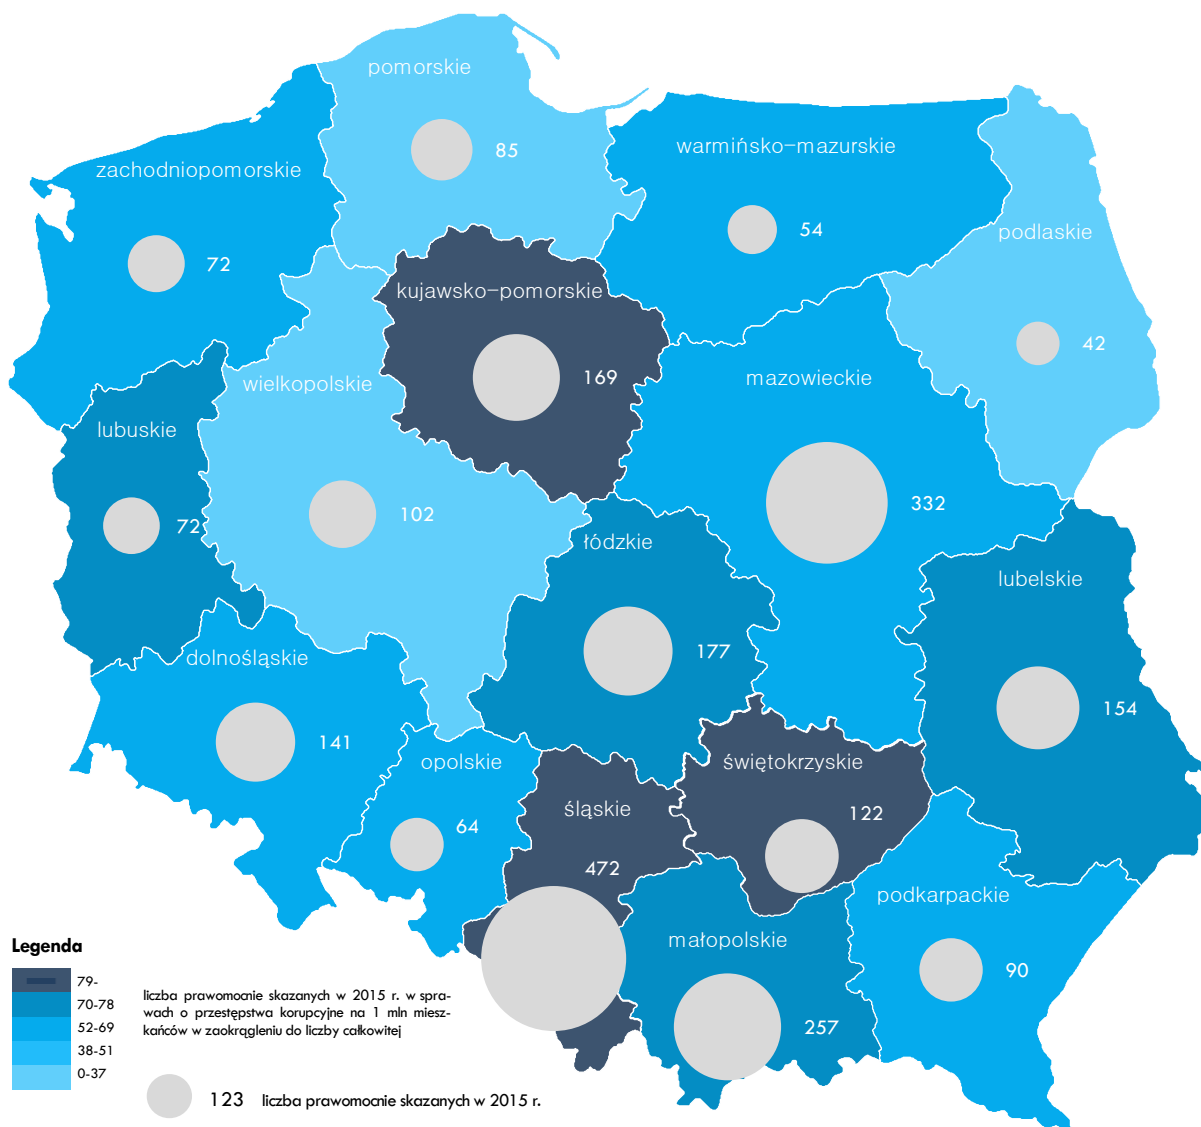 pomorskie
85
zachodniopomorskie
72
warmińsko–mazurskie
54
podlaskie
42
kujawsko–pomorskie
169
wielkopolskie
102
mazowieckie
332
lubuskie
72
łódzkie
177
lubelskie
154
dolnośląskie
141
opolskie
64
śląskie
472
świętokrzyskie
122
podkarpackie
90
małopolskie
257
Legenda
79-
70-78
52-69
38-51
0-37
liczba prawomocnie skazanych w 2015 r. w spra-
wach o przestępstwa korupcyjne na 1 mln miesz-
kańców w zaokrągleniu do liczby całkowitej
123 liczba prawomocnie skazanych w 2015 r.